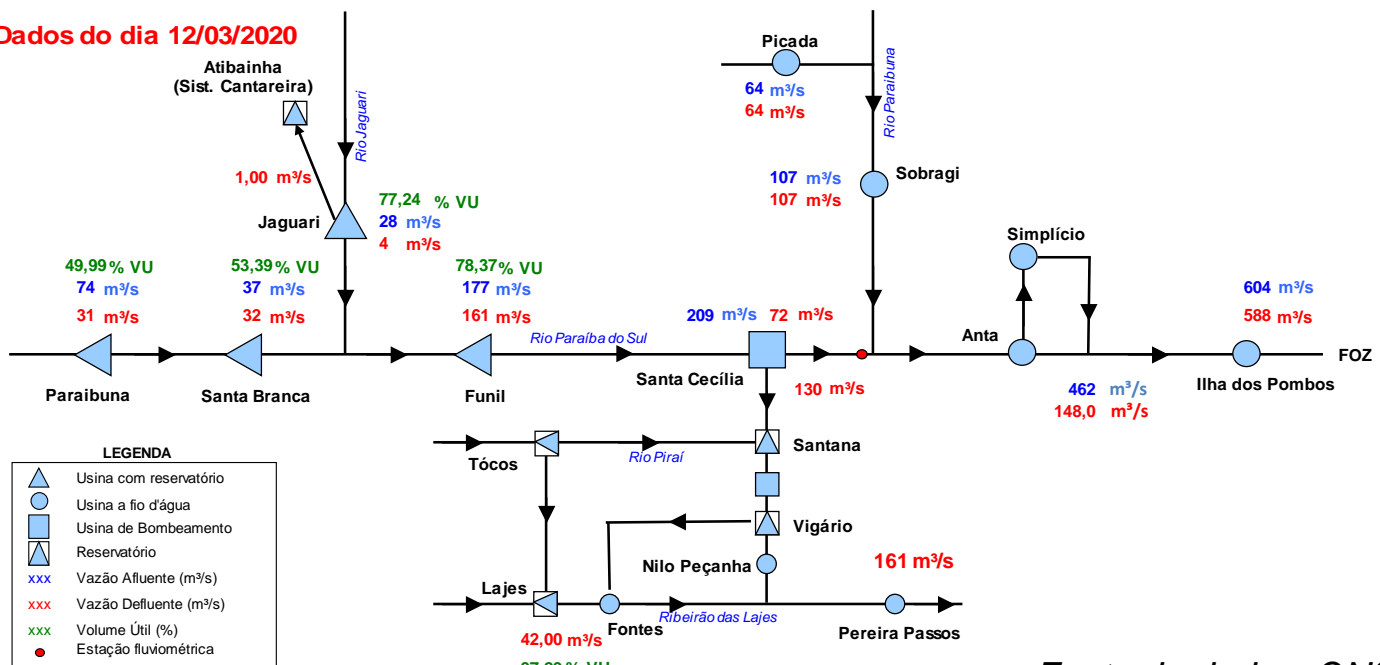 Dados do dia 12/03/2020
Atibainha
(Sist. Cantareira)
Rio Jaguari
1,00 m³/s
Jaguari
77,24 % VU
28 m³/s
4 m³/s
Picada
64 m³/s
64 m³/s
Rio Paraibuna
107 m³/s
107 m³/s
Sobragi
Simplício
49,99% VU
74 m³/s
31 m³/s
Paraibuna
53,39% VU
37 m³/s
32 m³/s
Santa Branca
78,37% VU
177 m³/s
161 m³/s
Funil
Rio Paraíba do Sul
209 m³/s 72 m³/s
Santa Cecília
130 m³/s
Anta
462 m³/s
148,0 m³/s
604 m³/s
588 m³/s
Ilha dos Pombos
FOZ
Tócos
Rio Piraí
Santana
Vigário
Nilo Peçanha
161 m³/s
Lajes
Fontes
Ribeirão das Lajes
Pereira Passos
42,00 m³/s
LEGENDA
Usina com reservatório
Usina a fio d'água
Usina de Bombeamento
Reservatório
xxx Vazão Afluente (m³/s)
xxx Vazão Defluente (m³/s)
xxx Volume Útil (%)
Estação fluviométrica